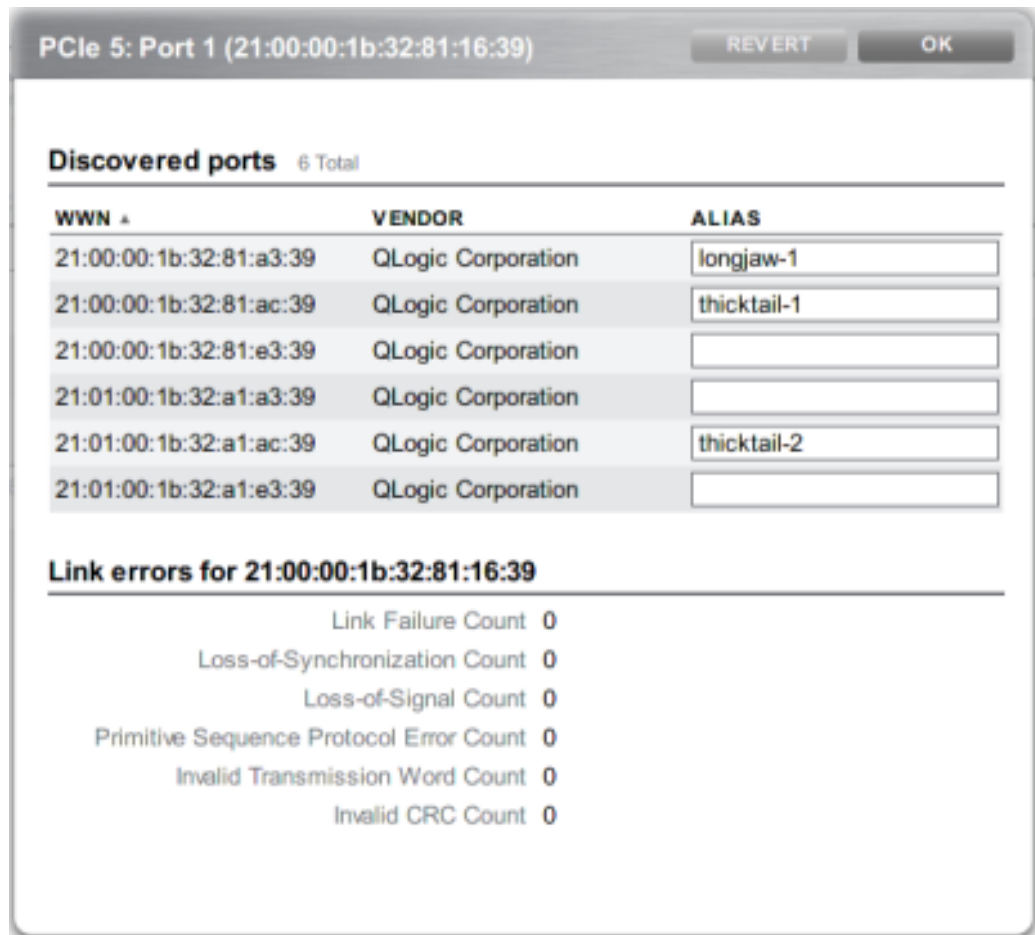 PCIe 5: Port 1 (21:00:00:1b:32:81:16:39) REVERT OK
Discovered ports 6 Total
WWN ▲ VENDOR ALIAS
21:00:00:1b:32:81:a3:39 QLogic Corporation longjaw-1
21:00:00:1b:32:81:ac:39 QLogic Corporation thicktail-1
21:00:00:1b:32:81:e3:39 QLogic Corporation
21:01:00:1b:32:a1:a3:39 QLogic Corporation
21:01:00:1b:32:a1:ac:39 QLogic Corporation thicktail-2
21:01:00:1b:32:a1:e3:39 QLogic Corporation
Link errors for 21:00:00:1b:32:81:16:39
Link Failure Count 0
Loss-of-Synchronization Count 0
Loss-of-Signal Count 0
Primitive Sequence Protocol Error Count 0
Invalid Transmission Word Count 0
Invalid CRC Count 0